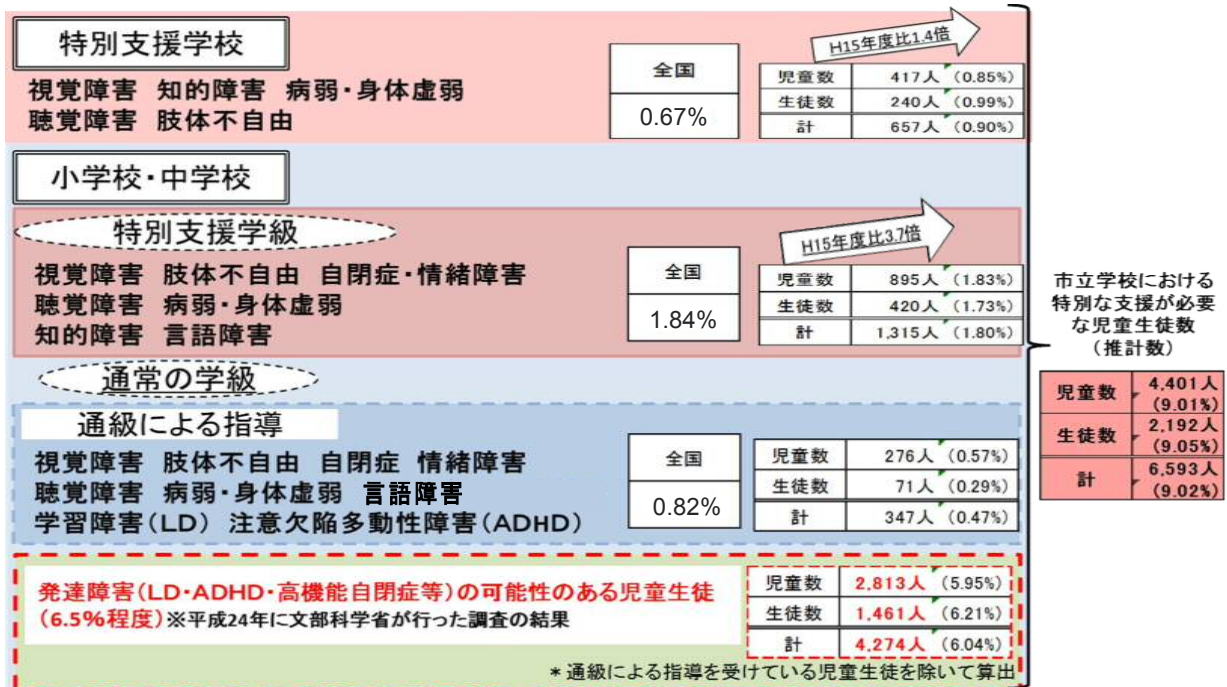 特別支援学校
視覚障害 知的障害 病弱・身体虚弱
聴覚障害 肢体不自由
全国
0.67%
H15年度比1.4倍
児童数 417人 (0.85%)
生徒数 240人 (0.99%)
計 657人 (0.90%)
小学校・中学校
特別支援学級
視覚障害 肢体不自由 自閉症・情緒障害
聴覚障害 病弱・身体虚弱
知的障害 言語障害
全国
1.84%
H15年度比3.7倍
児童数 895人 (1.83%)
生徒数 420人 (1.73%)
計 1,315人 (1.80%)
通常の学級
通級による指導
視覚障害 肢体不自由 自閉症 情緒障害
聴覚障害 病弱・身体虚弱 言語障害
学習障害(LD) 注意欠陥多動性障害(ADHD)
全国
0.82%
児童数 276人 (0.57%)
生徒数 71人 (0.29%)
計 347人 (0.47%)
発達障害(LD・ADHD・高機能自閉症等)の可能性のある児童生徒
(6.5%程度)※平成24年に文部科学省が行った調査の結果
児童数 2,813人 (5.95%)
生徒数 1,461人 (6.21%)
計 4,274人 (6.04%)
*通級による指導を受けている児童生徒を除いて算出
市立学校における
特別な支援が必要
な児童生徒数
(推計数)
児童数 4,401人
(9.01%)
生徒数 2,192人
(9.05%)
計 6,593人
(9.02%)